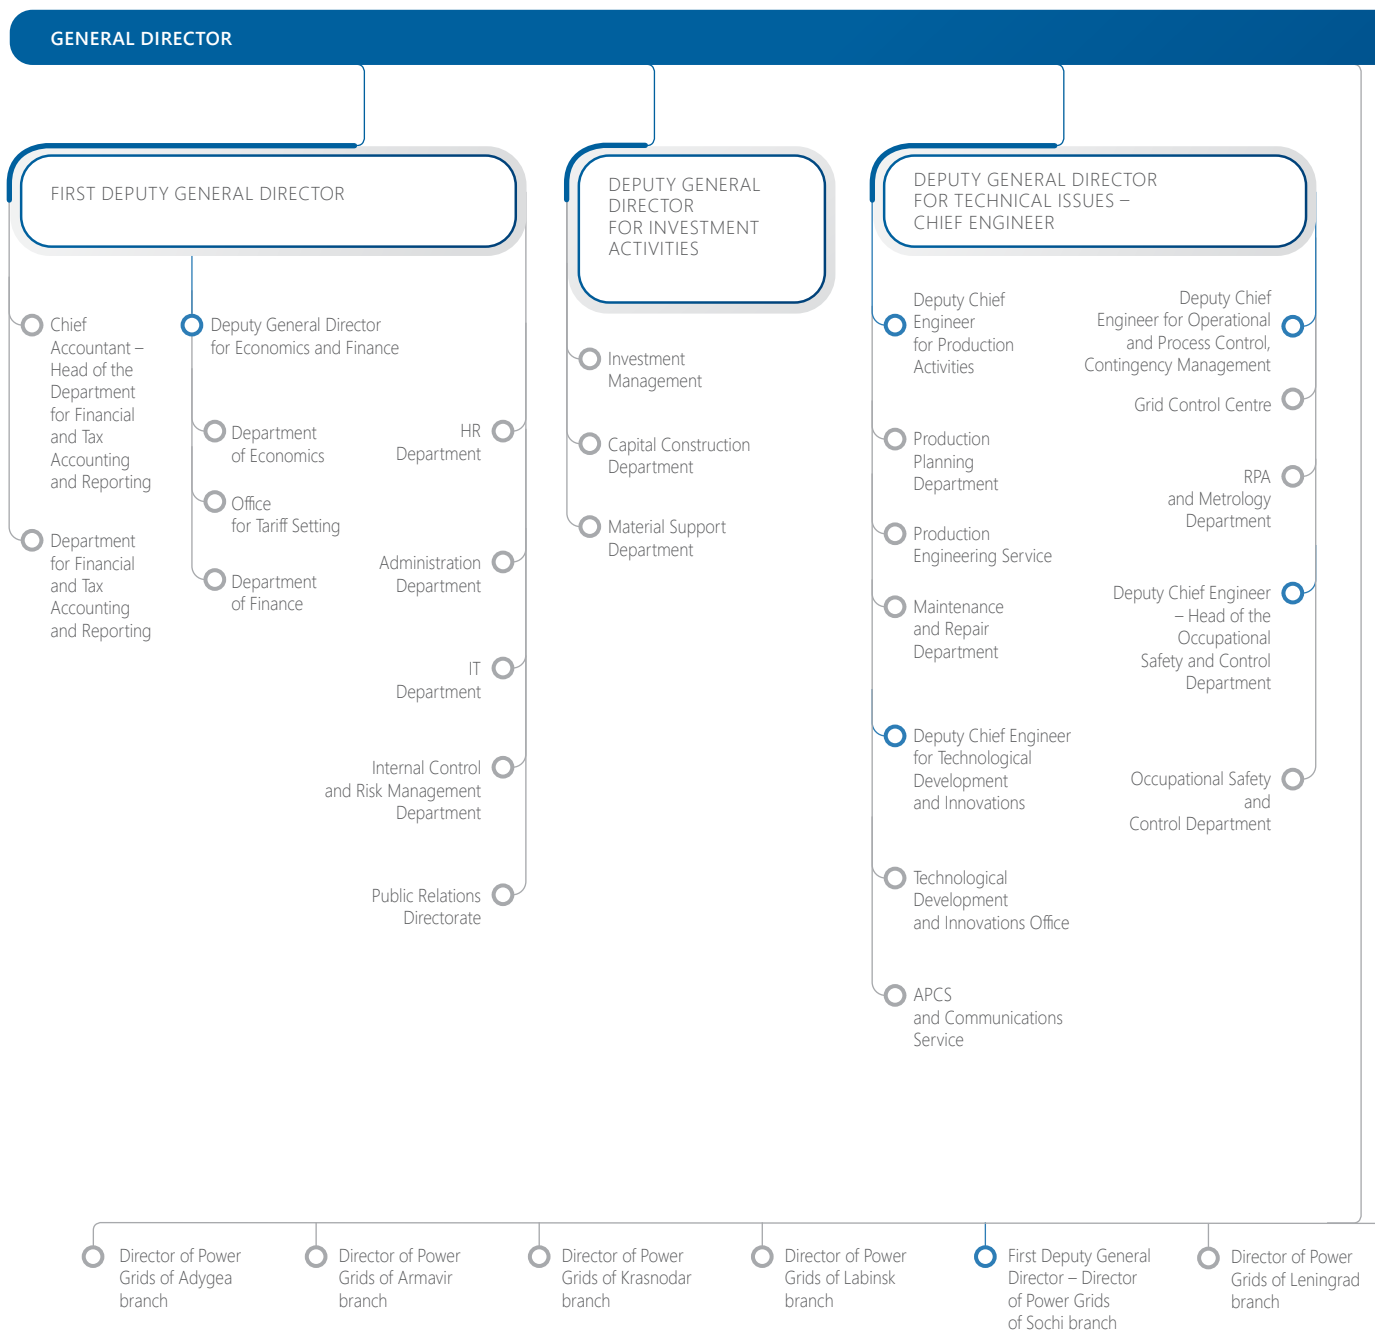 GENERAL DIRECTOR
FIRST DEPUTY GENERAL DIRECTOR
Chief
Accountant –
Head of the
Department
for Financial
and Tax
Accounting
and Reporting
Department
for Financial
and Tax
Accounting
and Reporting
Deputy General Director
for Economics and Finance
Department
of Economics
Office
for Tariff Setting
Department
of Finance
HR
Department
Administration
Department
IT
Department
Internal Control
and Risk Management
Department
Public Relations
Directorate
DEPUTY GENERAL
DIRECTOR
FOR INVESTMENT
ACTIVITIES
Investment
Management
Capital Construction
Department
Material Support
Department
DEPUTY GENERAL DIRECTOR
FOR TECHNICAL ISSUES –
CHIEF ENGINEER
Deputy Chief
Engineer
for Production
Activities
Production
Planning
Department
Production
Engineering Service
Maintenance
and Repair
Department
Deputy Chief Engineer
for Technological
Development
and Innovations
Technological
Development
and Innovations Office
APCS
and Communications
Service
Deputy Chief
Engineer for Operational
and Process Control,
Contingency Management
Grid Control Centre
RPA
and Metrology
Department
Deputy Chief Engineer
– Head of the
Occupational
Safety and Control
Department
Occupational Safety
and
Control Department
Director of Power
Grids of Adygea
branch
Director of Power
Grids of Armavir
branch
Director of Power
Grids of Krasnodar
branch
Director of Power
Grids of Labinsk
branch
First Deputy General
Director – Director
of Power Grids
of Sochi branch
Director of Power
Grids of Leningrad
branch